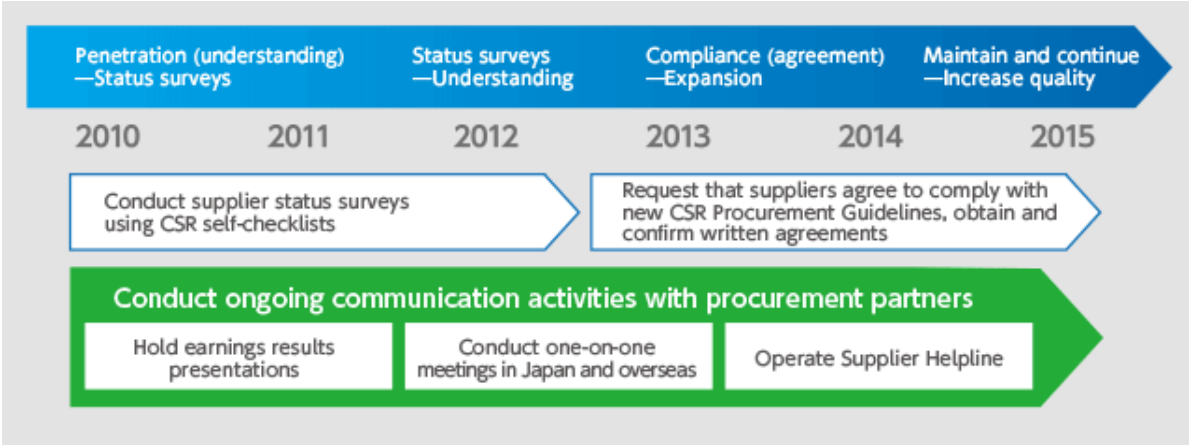 Penetration (understanding)
—Status surveys
Status surveys
—Understanding
Compliance (agreement)
—Expansion
Maintain and continue
—Increase quality
2010
2011
2012
2013
2014
2015
Conduct supplier status surveys
using CSR self-checklists
Request that suppliers agree to comply with
new CSR Procurement Guidelines, obtain and
confirm written agreements
Conduct ongoing communication activities with procurement partners
Hold earnings results
presentations
Conduct one-on-one
meetings in Japan and overseas
Operate Supplier Helpline